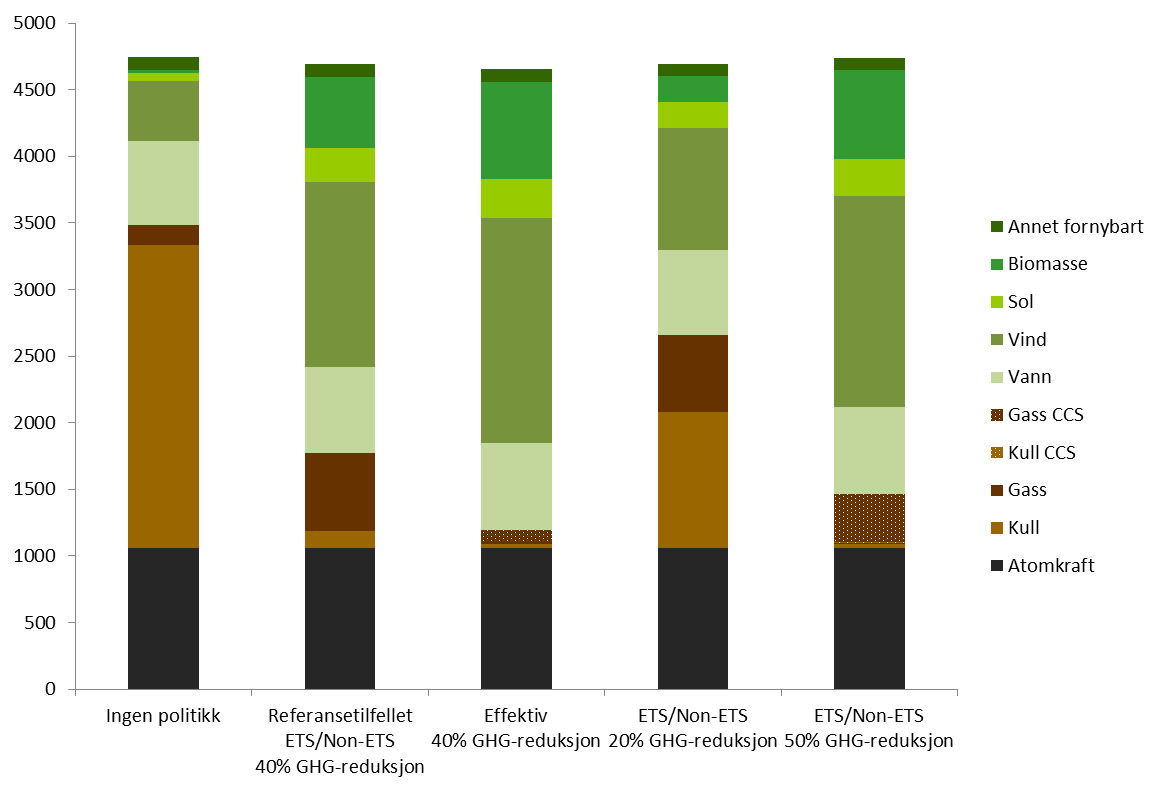 5000
4500
4000
3500
3000
2500
2000
1500
1000
500
0
Ingen politikk
Referansetilfellet
ETS/Non-ETS
40% GHG-reduksjon
Effektiv
40% GHG-reduksjon
ETS/Non-ETS
20% GHG-reduksjon
ETS/Non-ETS
50% GHG-reduksjon
Annet fornybart
Biomasse
Sol
Vind
Vann
Gass CCS
Kull CCS
Gass
Kull
Atomkraft